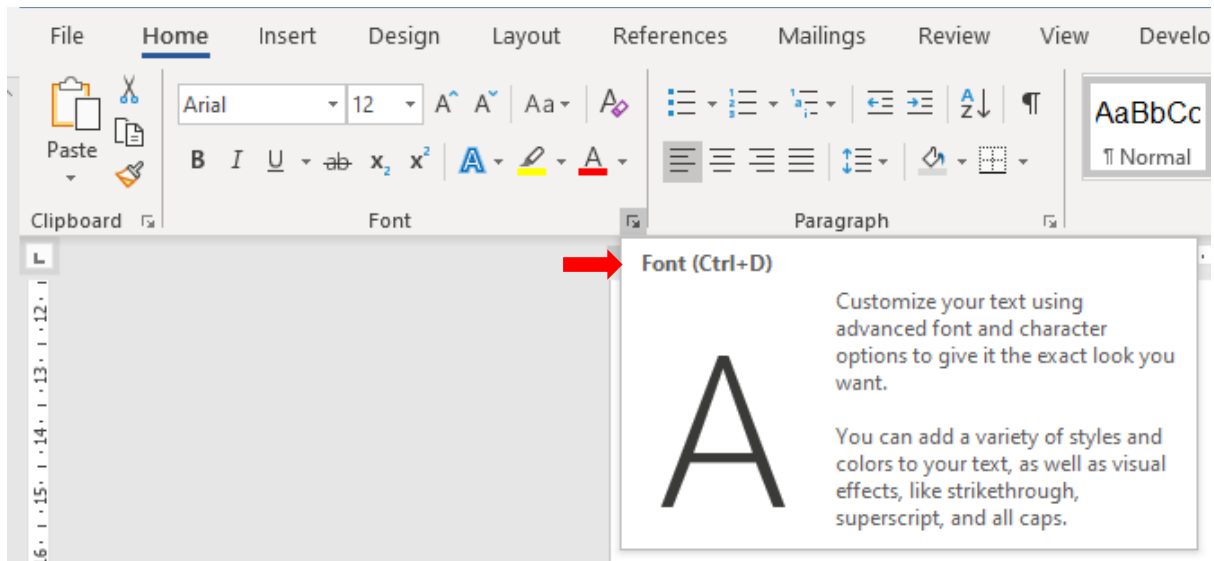 File Home Insert Design Layout References Mailings Review View Develo
Arial 12 A A Aa A
Paste B I U ab x₂ x² A A
AaBbCc
¶ Normal
Clipboard Font Paragraph
L
Font (Ctrl+D)
Customize your text using
advanced font and character
options to give it the exact look you
want.
A
You can add a variety of styles and
colors to your text, as well as visual
effects, like strikethrough,
superscript, and all caps.
12
13
14
15
16